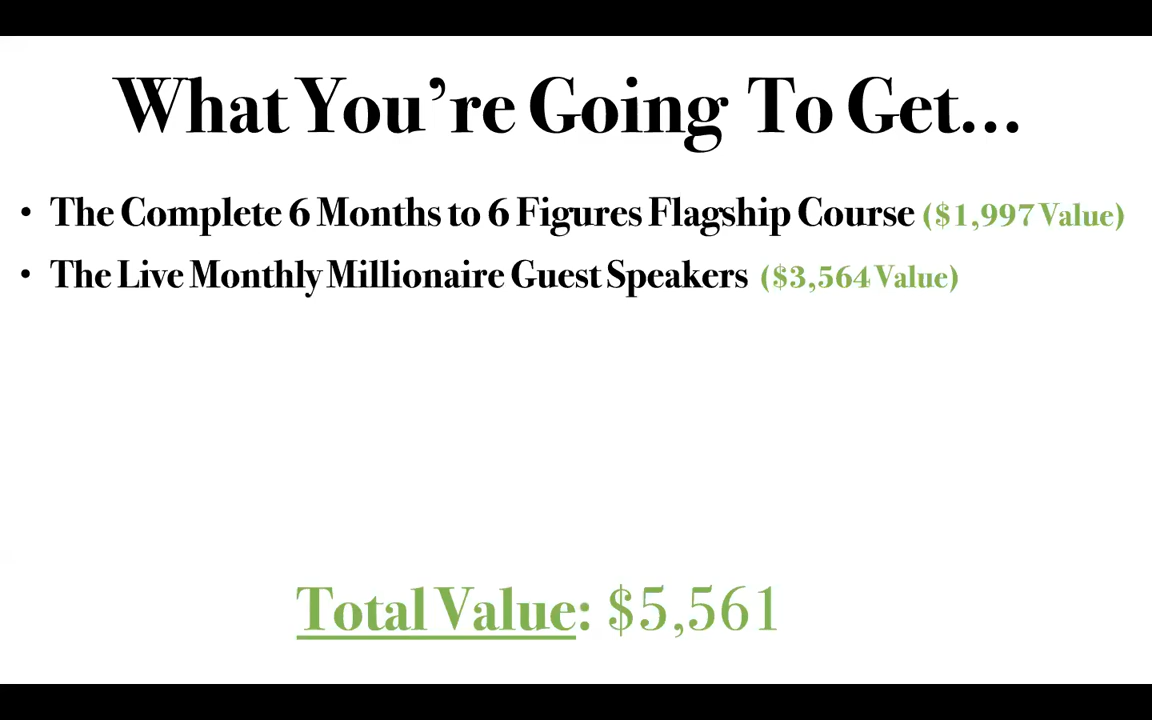 What You’re Going To Get...
• The Complete 6 Months to 6 Figures Flagship Course ($1,997 Value)
• The Live Monthly Millionaire Guest Speakers ($3,564 Value)
Total Value: $5,561